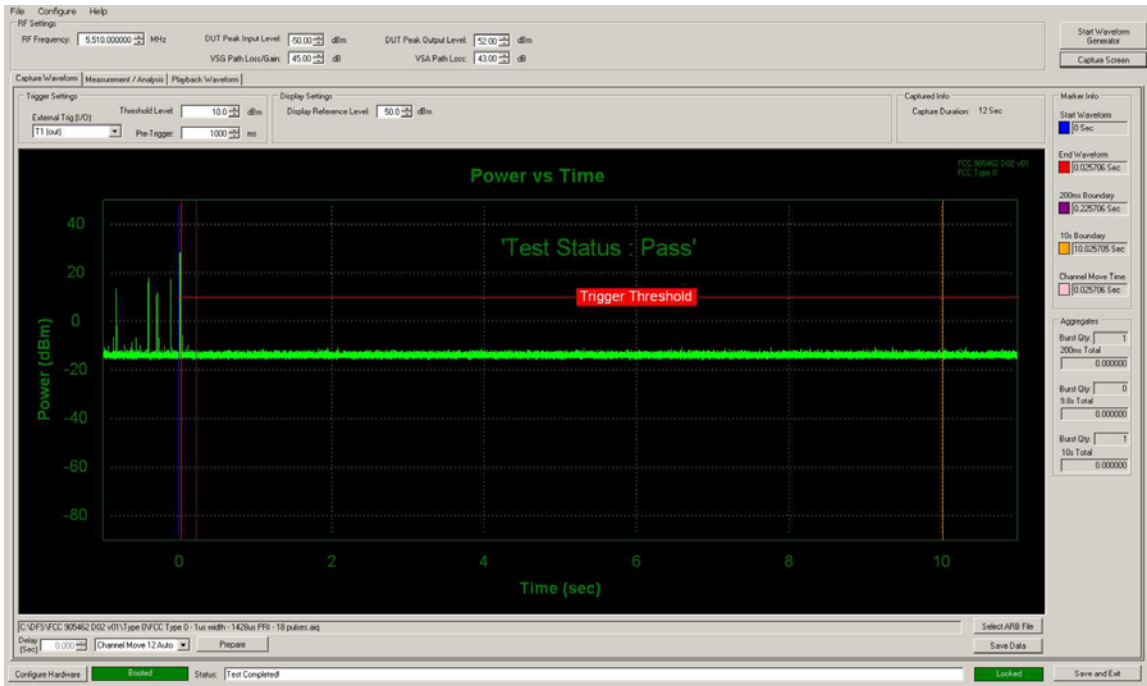 File Configure Help
RF Settings
RF Frequency: 5,510.000000 MHz DUT Peak Input Level: -50.00 dBm DUT Peak Output Level: 52.00 dBm
VSG Path Loss/Gain: 45.00 dB VSA Path Loss: 43.00 dB
Start Waveform Generator
Capture Screen
Capture Waveform Measurement / Analysis Playback Waveform
Trigger Settings
External Trig (I/O):
T1 (out)
Threshold Level: 10.0 dBm
Pre-Trigger: 1000 ms
Display Settings
Display Reference Level: 50.0 dBm
Captured Info
Capture Duration: 12 Sec
Marker Info
Start Waveform
0 Sec
End Waveform
0.025706 Sec
200ms Boundary
0.225706 Sec
10s Boundary
10.025705 Sec
Channel Move Time
0.025706 Sec
Aggregates
Burst Qty: 1
200ms Total
0.000000
Burst Qty: 0
9.8s Total
0.000000
Burst Qty: 1
10s Total
0.000000
Power vs Time
FCC 905462 D02 v01
FCC Type 0
'Test Status : Pass'
Trigger Threshold
Power (dBm)
40
20
0
-20
-40
-60
-80
0 2 4 6 8 10
Time (sec)
C:\DFS\FCC 905462 D02 v01\Type 0\FCC Type 0 - 1us width - 1428us PRI - 18 pulses.aiq
Select ARB File
Delay (Sec) 0.000 Channel Move 12 Auto Prepare
Save Data
Configure Hardware Booted Status: Test Completed! Locked Save and Exit